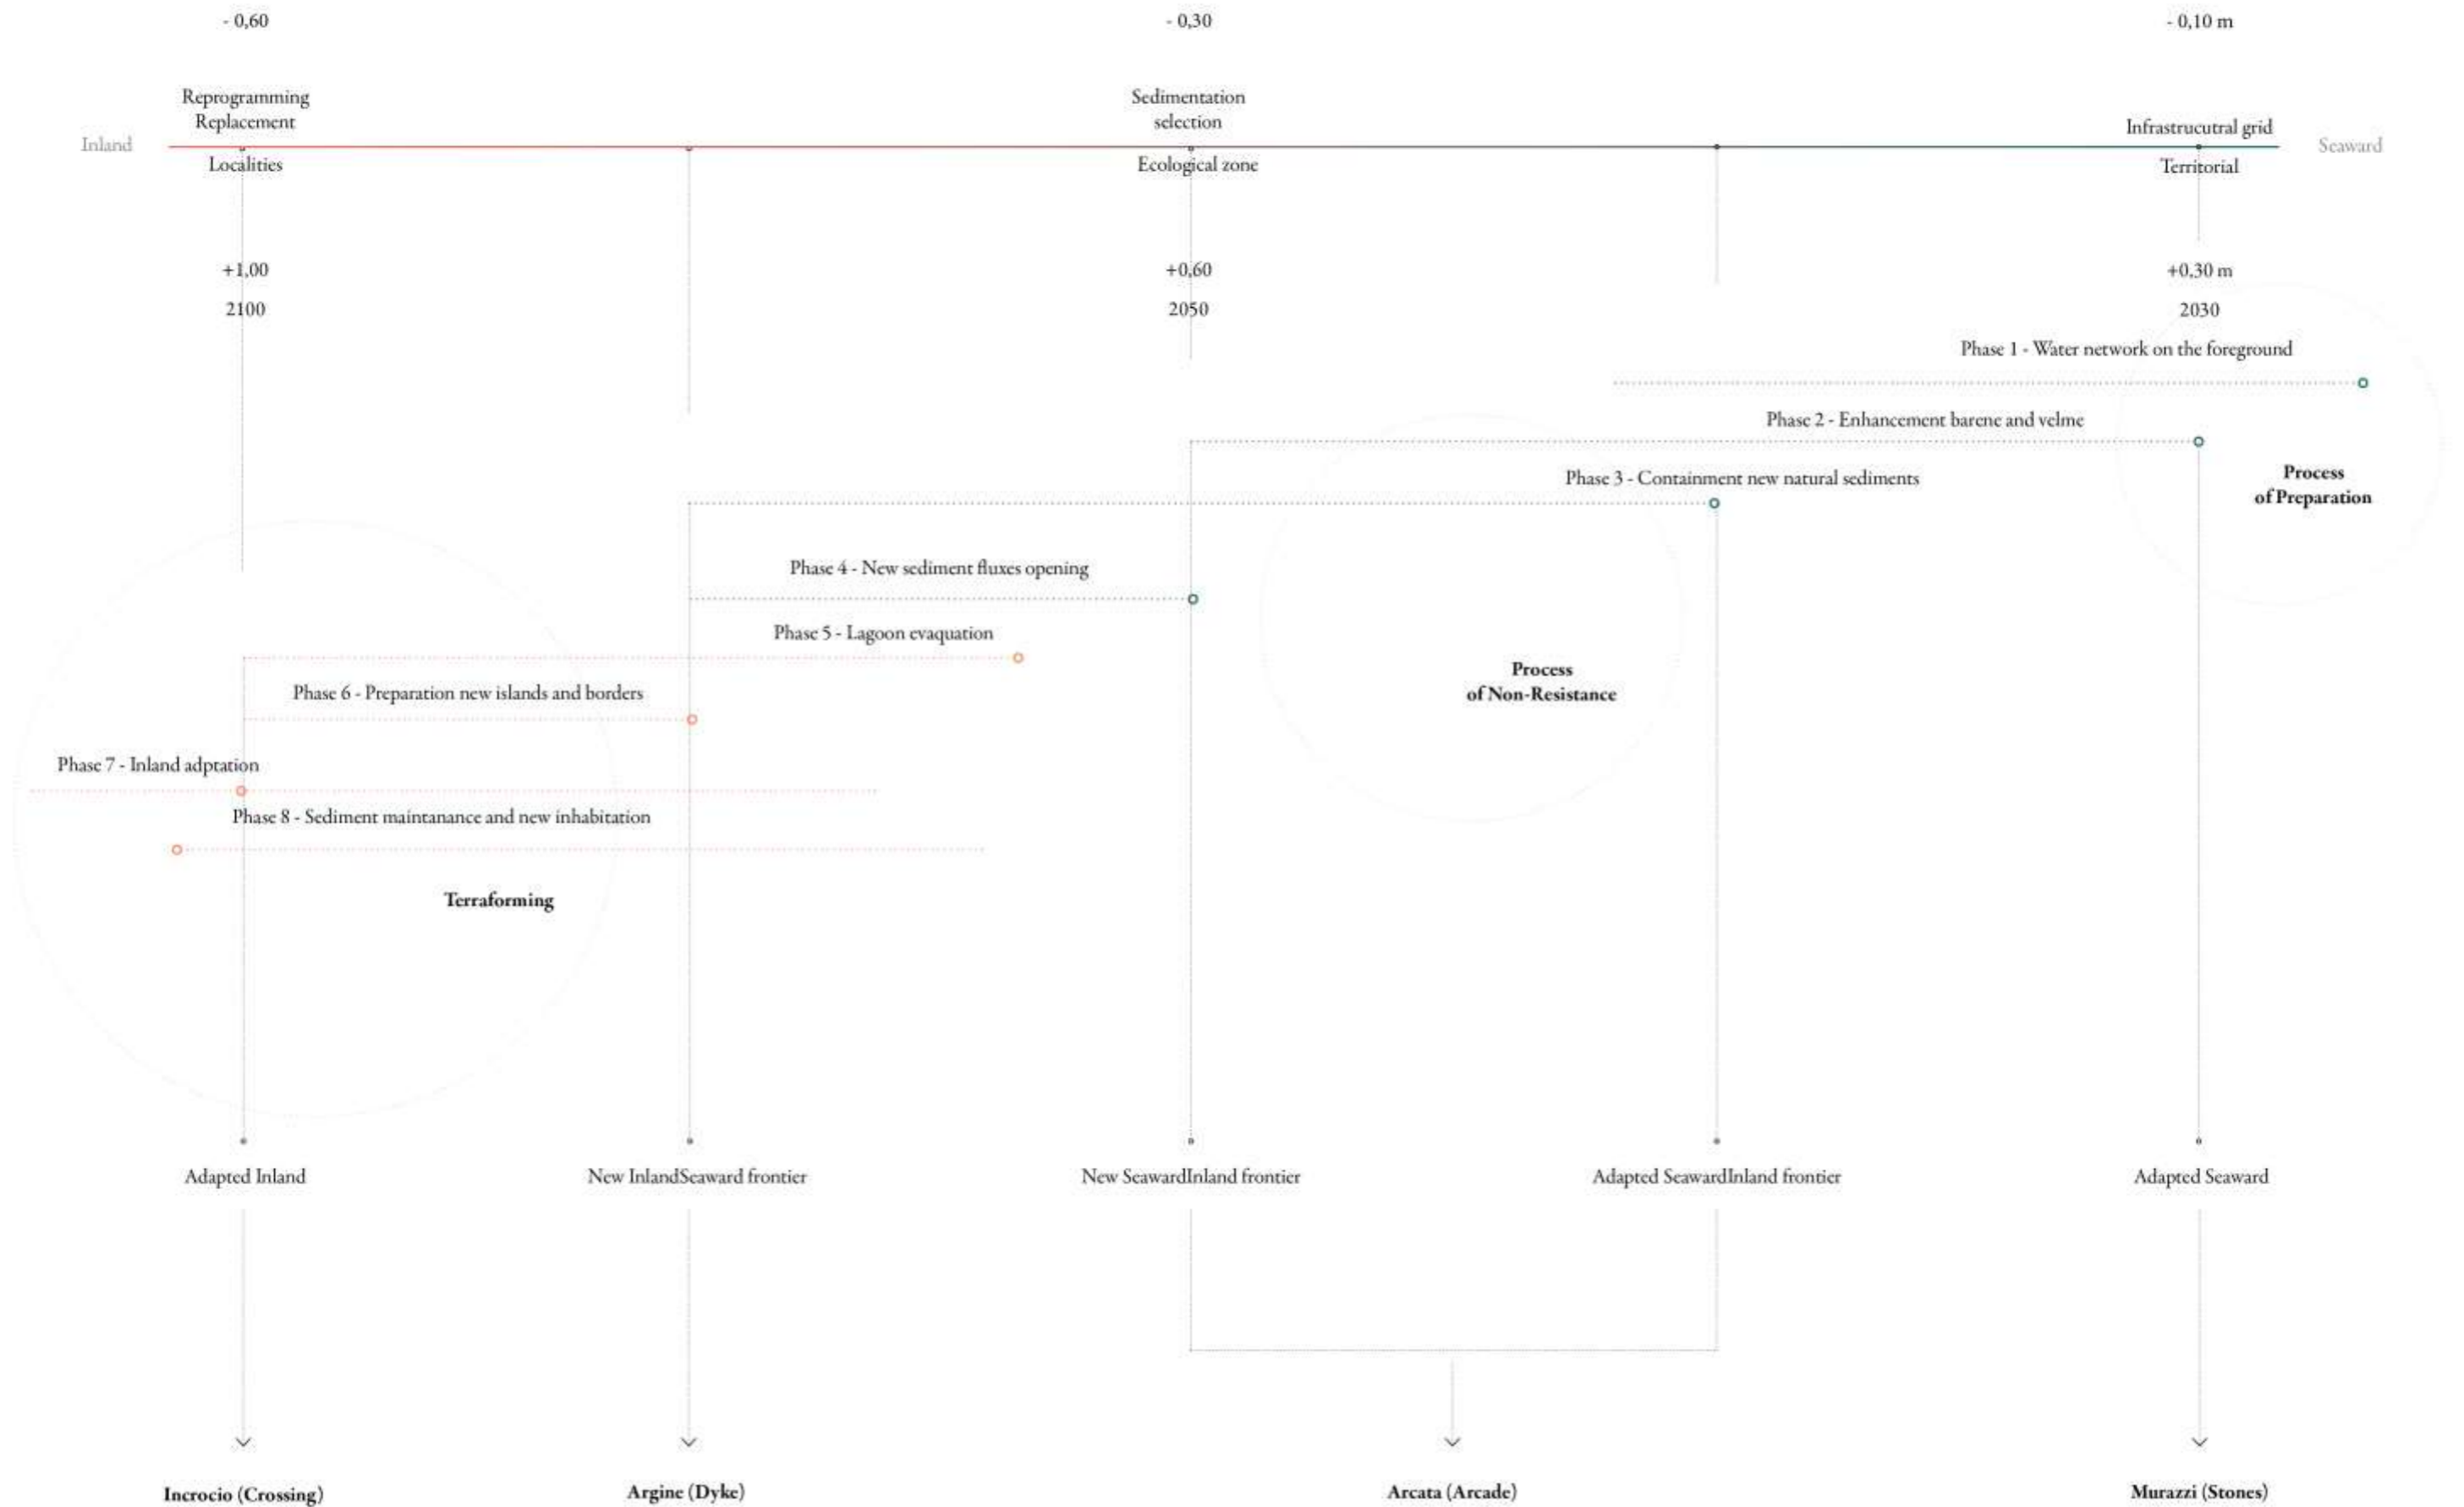 - 0,60
- 0,30
- 0,10 m
Reprogramming
Replacement
Sedimentation
selection
Infrastrucutral grid
Inland
Seaward
Localities
Ecological zone
Territorial
+1,00
+0,60
+0,30 m
2100
2050
2030
Phase 1 - Water network on the foreground
Phase 2 - Enhancement barene and velme
Process
of Preparation
Phase 3 - Containment new natural sediments
Phase 4 - New sediment fluxes opening
Phase 5 - Lagoon evaquation
Process
of Non-Resistance
Phase 6 - Preparation new islands and borders
Phase 7 - Inland adptation
Phase 8 - Sediment maintanance and new inhabitation
Terraforming
Adapted Inland
New InlandSeaward frontier
New SeawardInland frontier
Adapted SeawardInland frontier
Adapted Seaward
Incrocio (Crossing)
Argine (Dyke)
Arcata (Arcade)
Murazzi (Stones)